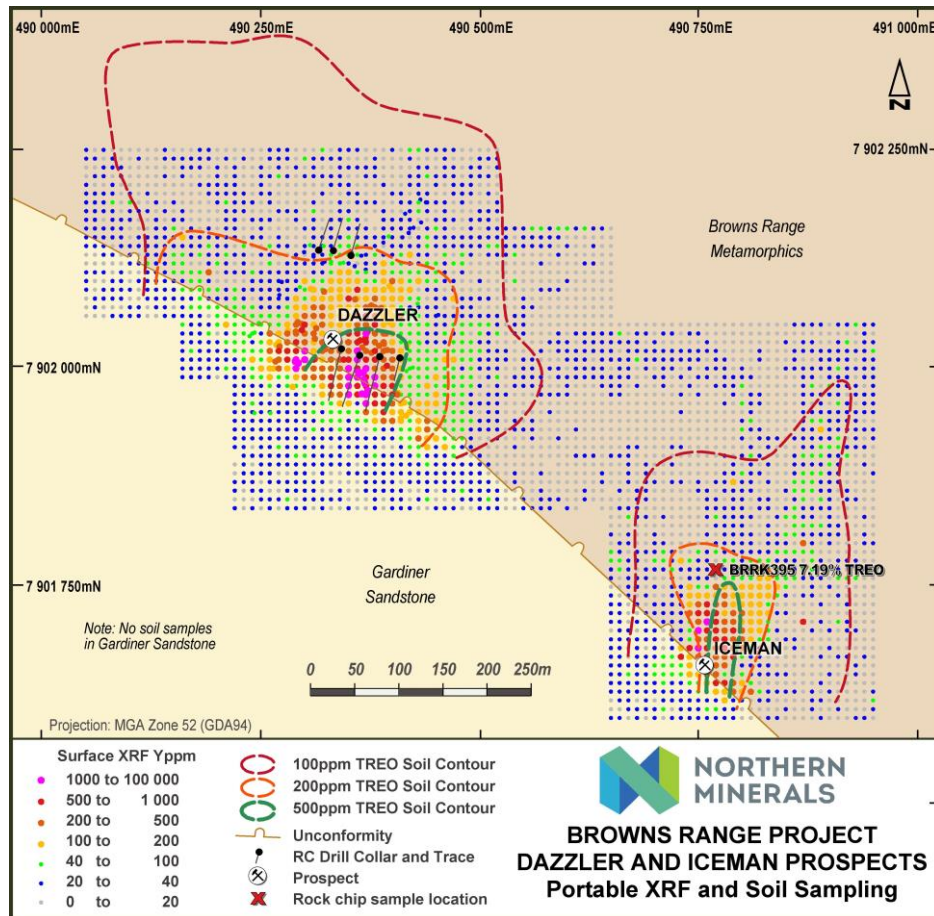 490 000mE
490 250mE
490 500mE
490 750mE
491 000mE
N
7 902 250mN
Browns Range
Metamorphics
DAZZLER
7 902 000mN
BRRK395 7.19% TREO
7 901 750mN
Gardiner
Sandstone
Note: No soil samples
in Gardiner Sandstone
ICEMAN
0 50 100 150 200 250m
Projection: MGA Zone 52 (GDA94)
Surface XRF Yppm
1000 to 100 000
500 to 1 000
200 to 500
100 to 200
40 to 100
20 to 40
0 to 20
100ppm TREO Soil Contour
200ppm TREO Soil Contour
500ppm TREO Soil Contour
Unconformity
RC Drill Collar and Trace
Prospect
Rock chip sample location
NORTHERN
MINERALS
BROWNS RANGE PROJECT
DAZZLER AND ICEMAN PROSPECTS
Portable XRF and Soil Sampling